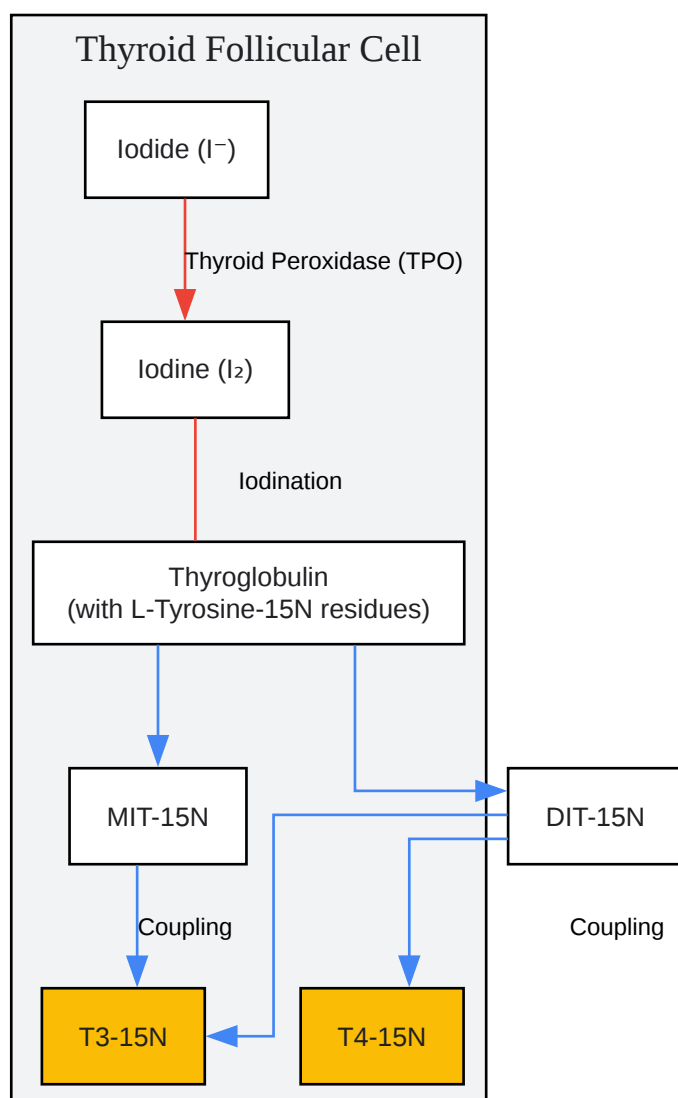 Thyroid Follicular Cell
Iodide (I⁻)
Thyroid Peroxidase (TPO)
Iodine (I₂)
Iodination
Thyroglobulin
(with L-Tyrosine-15N residues)
MIT-15N
DIT-15N
Coupling
Coupling
T3-15N
T4-15N